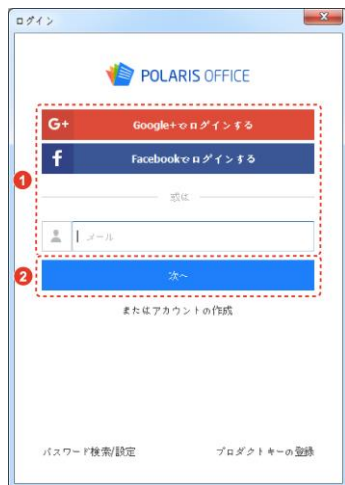 ログイン
POLARIS OFFICE
G+ Google+でログインする
f Facebookでログインする
1
或は
メール
2
次へ
またはアカウントの作成
パスワード検索/設定 プロダクトキーの登録